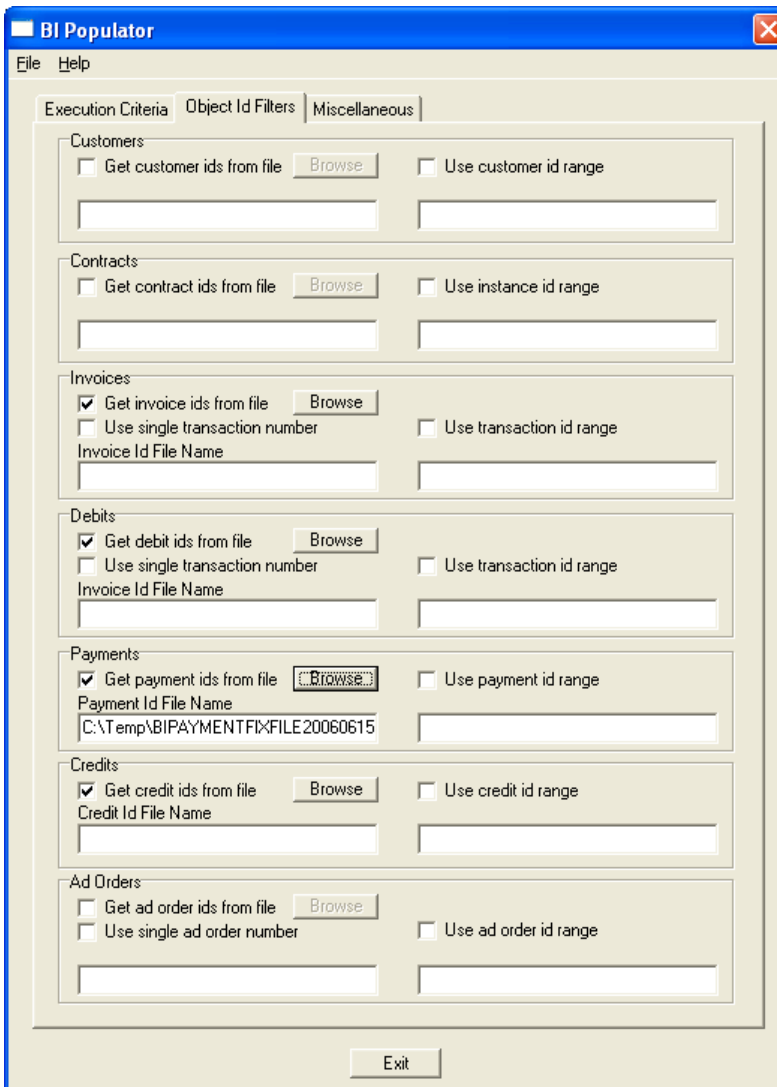 BI Populator
File Help
Execution Criteria Object Id Filters Miscellaneous
Customers
Get customer ids from file Browse Use customer id range
Contracts
Get contract ids from file Browse Use instance id range
Invoices
Get invoice ids from file Browse
Use single transaction number Use transaction id range
Invoice Id File Name
Debits
Get debit ids from file Browse
Use single transaction number Use transaction id range
Invoice Id File Name
Payments
Get payment ids from file Browse Use payment id range
Payment Id File Name
C:\Temp\BIPAYMENTFIXFILE20060615
Credits
Get credit ids from file Browse Use credit id range
Credit Id File Name
Ad Orders
Get ad order ids from file Browse
Use single ad order number Use ad order id range
Exit